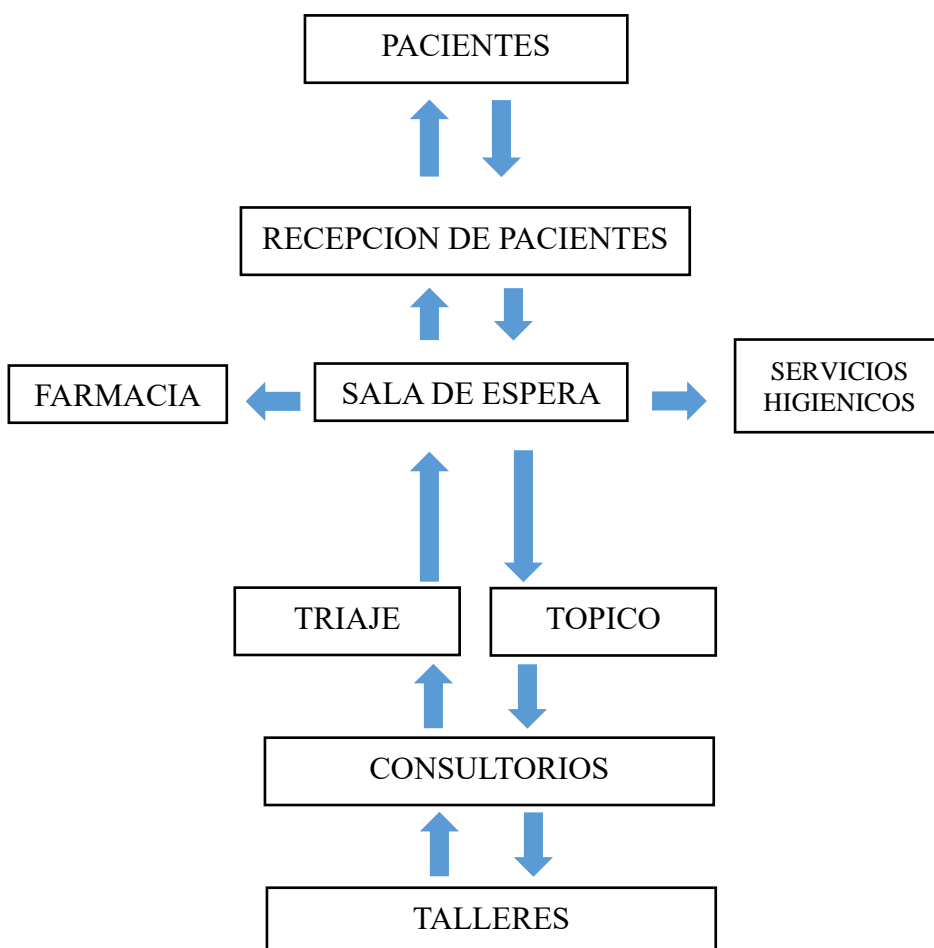 PACIENTES
RECEPCION DE PACIENTES
FARMACIA
SALA DE ESPERA
SERVICIOS
HIGIENICOS
TRIAJE
TOPICO
CONSULTORIOS
TALLERES